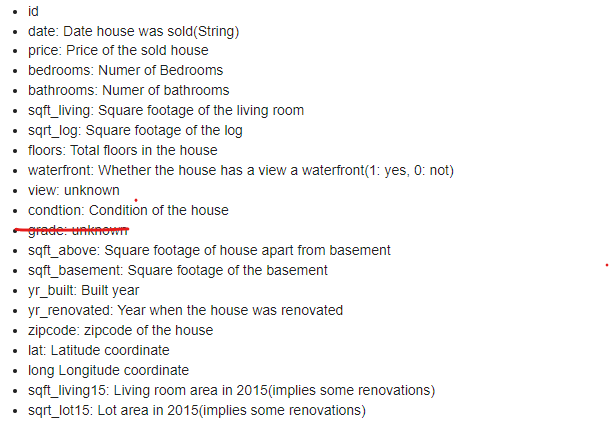 id
date: Date house was sold(String)
price: Price of the sold house
bedrooms: Numer of Bedrooms
bathrooms: Numer of bathrooms
sqft_living: Square footage of the living room
sqrt_log: Square footage of the log
floors: Total floors in the house
waterfront: Whether the house has a view a waterfront(1: yes, 0: not)
view: unknown
condtion: Condition of the house
grade: unknown
sqft_above: Square footage of house apart from basement
sqft_basement: Square footage of the basement
yr_built: Built year
yr_renovated: Year when the house was renovated
zipcode: zipcode of the house
lat: Latitude coordinate
long Longitude coordinate
sqft_living15: Living room area in 2015(implies some renovations)
sqrt_lot15: Lot area in 2015(implies some renovations)